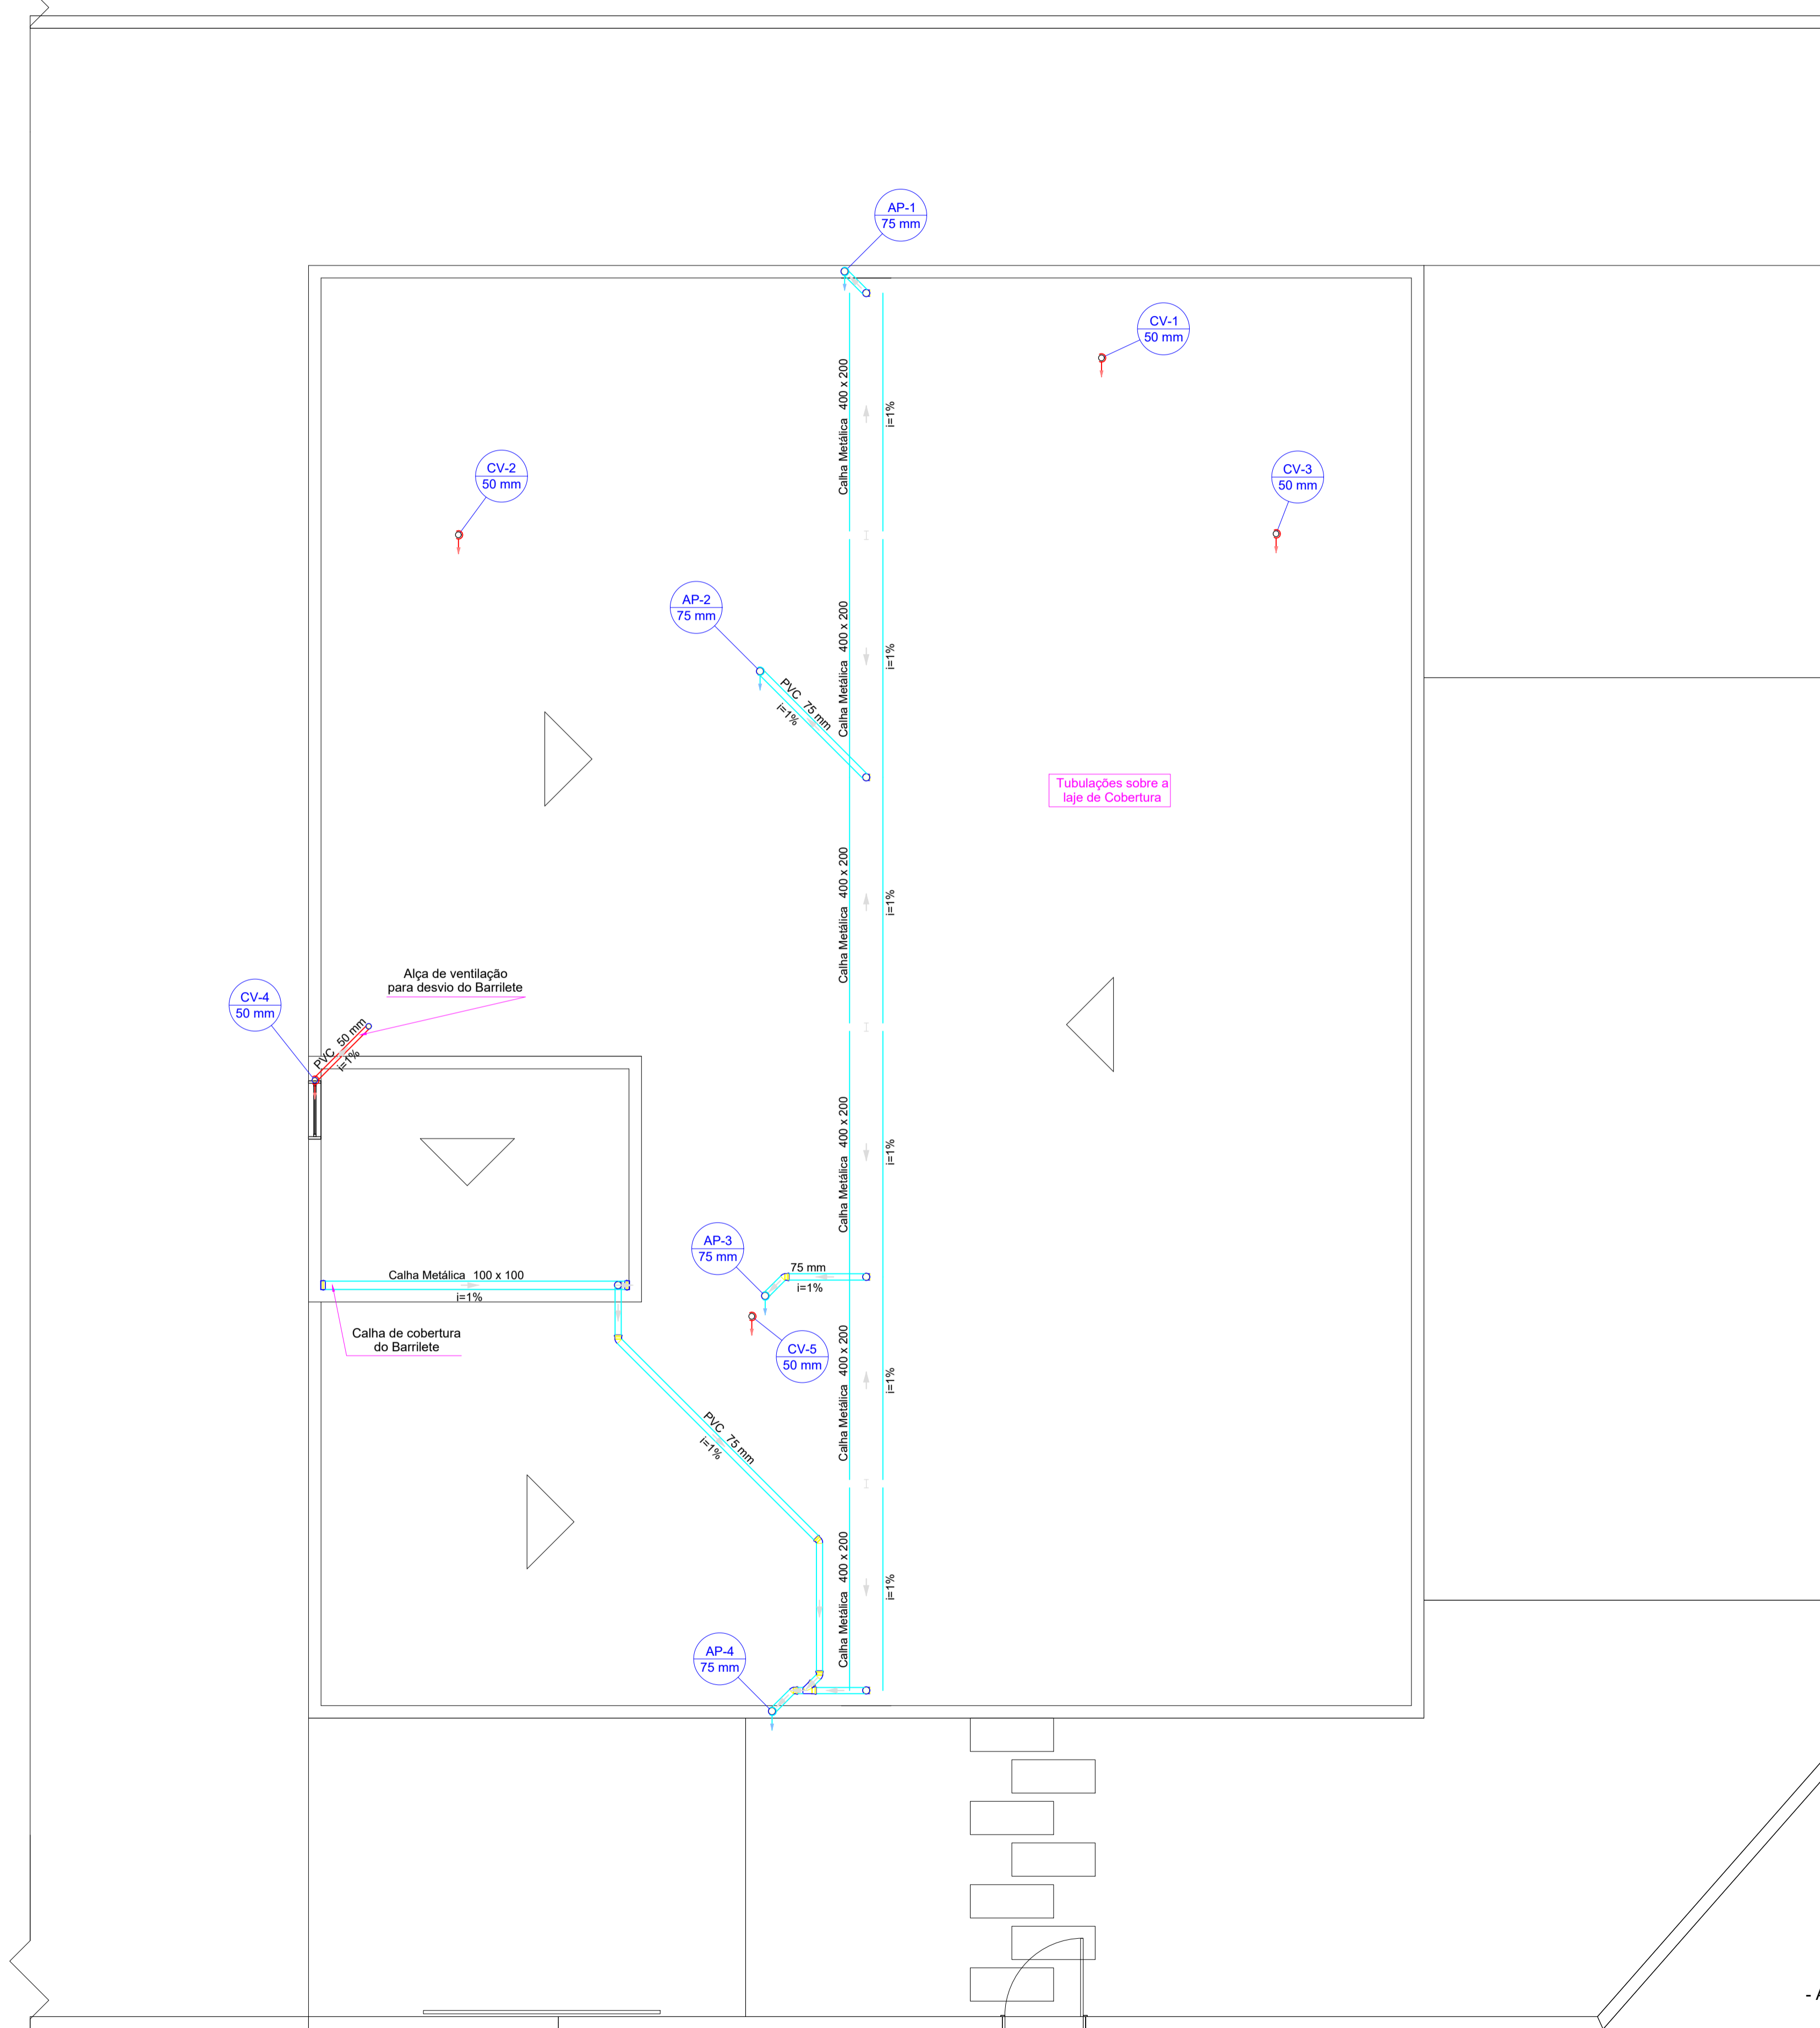 AP-1
75 mm
CV-1
50 mm
Calha Metálica 400 x 200
i=1%
CV-2
50 mm
CV-3
50 mm
AP-2
75 mm
Calha Metálica 400 x 200
i=1%
PVC 75 mm
i=1%
Tubulações sobre a
laje de Cobertura
Calha Metálica 400 x 200
i=1%
Alça de ventilação
para desvio do Barrilete
CV-4
50 mm
PVC 50 mm
i=1%
Calha Metálica 400 x 200
i=1%
AP-3
75 mm
75 mm
i=1%
Calha Metálica 100 x 100
i=1%
Calha de cobertura
do Barrilete
CV-5
50 mm
Calha Metálica 400 x 200
i=1%
PVC 75 mm
i=1%
Calha Metálica 400 x 200
i=1%
AP-4
75 mm